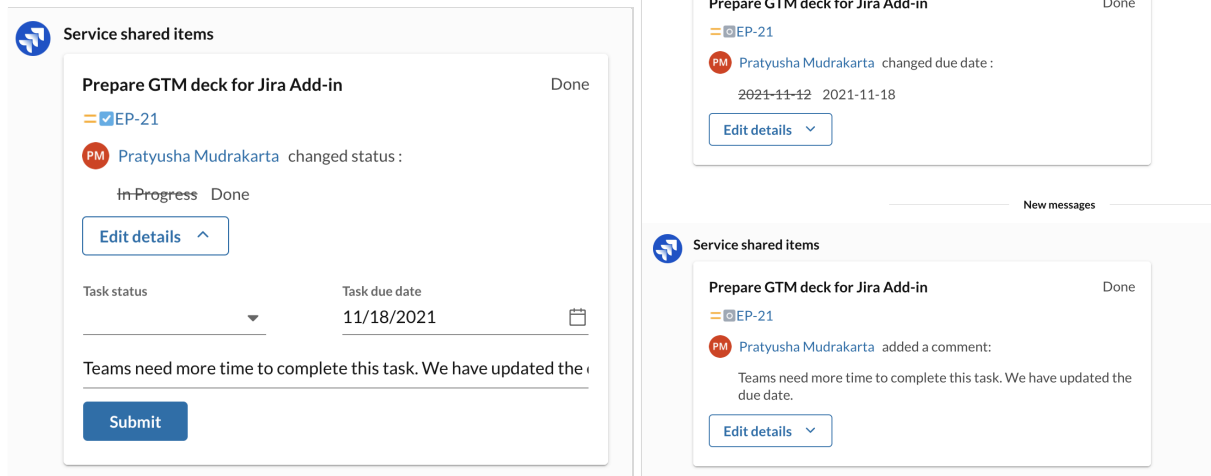 Service shared items
Prepare GTM deck for Jira Add-in Done
EP-21
PM Pratyusha Mudrakarta changed status :
In Progress Done
Edit details
Task status Task due date
11/18/2021
Teams need more time to complete this task. We have updated the
Submit
Prepare GTM deck for Jira Add-in Done
EP-21
PM Pratyusha Mudrakarta changed due date :
2021-11-12 2021-11-18
Edit details
New messages
Service shared items
Prepare GTM deck for Jira Add-in Done
EP-21
PM Pratyusha Mudrakarta added a comment:
Teams need more time to complete this task. We have updated the
due date.
Edit details